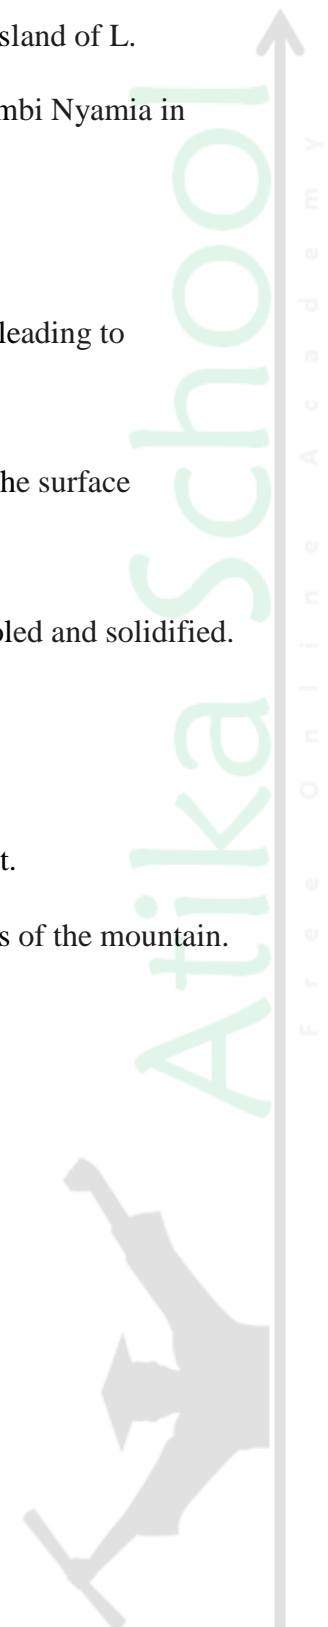 sland of L.
mbi Nyamia in
leading to
he surface
oled and solidified.
t.
s of the mountain.
Atika School
Free Online Academy